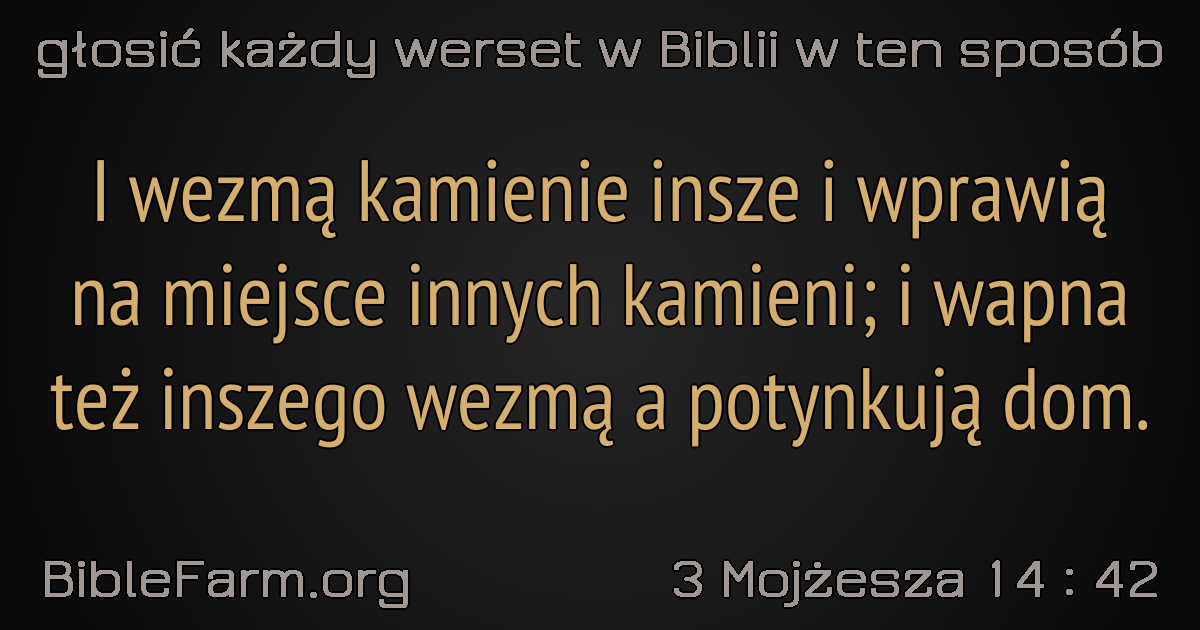 głosić każdy werset w Biblii w ten sposób
I wezmą kamienie insze i wprawią
na miejsce innych kamieni; i wapna
też inszego wezmą a potynkują dom.
BibleFarm.org
3 Mojżesza 14 : 42